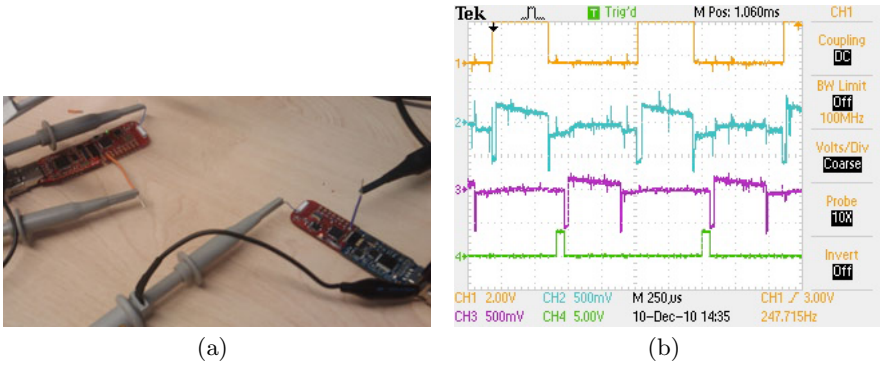 Tek Trig'd M Pos: 1.060ms CH1
Coupling
DC
BW Limit
Off
100MHz
Volts/Div
Coarse
Probe
10X
Invert
Off
1
2
3
4
CH1 2.00V CH2 500mV M 250µs CH1 3.00V
CH3 500mV CH4 5.00V 10-Dec-10 14:35 247.715Hz
(a) (b)